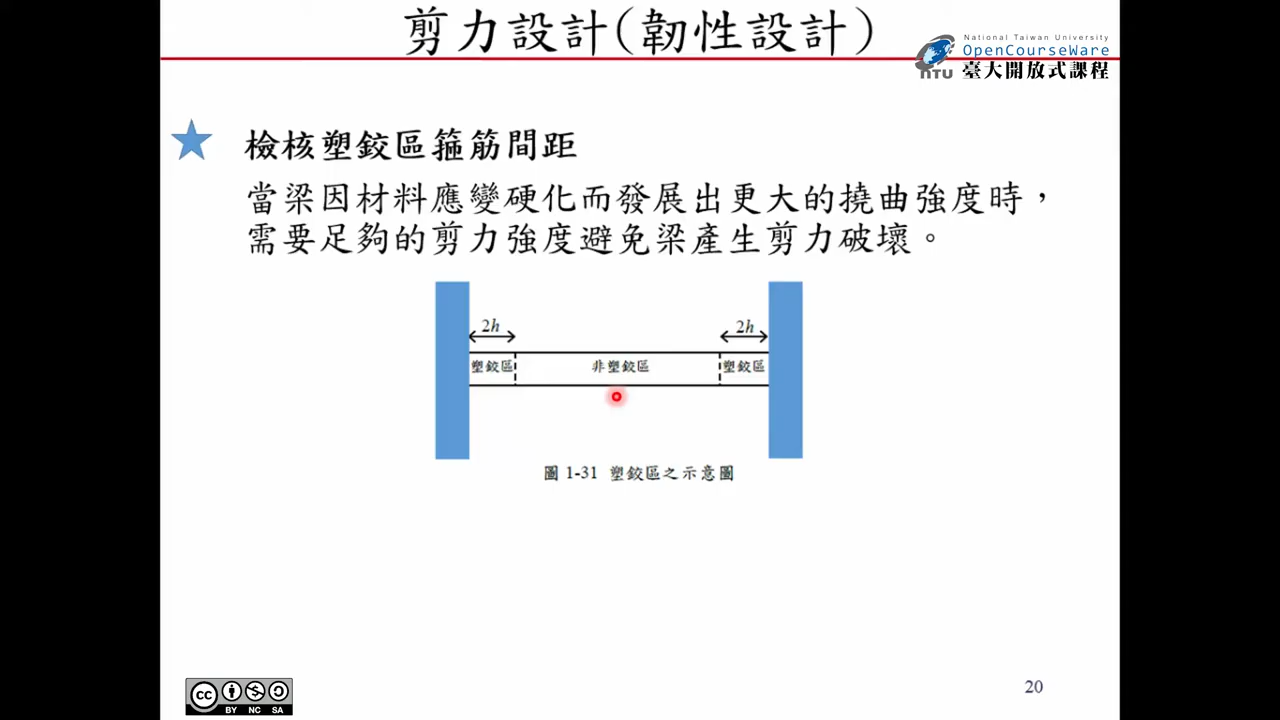 剪力設計(韌性設計)
National Taiwan University
OpenCourseWare
NTU 臺大開放式課程
檢核塑鉸區箍筋間距
當梁因材料應變硬化而發展出更大的撓曲強度時，
需要足夠的剪力強度避免梁產生剪力破壞。
2h 2h
塑鉸區 非塑鉸區 塑鉸區
圖 1-31 塑鉸區之示意圖
cc BY NC SA
20